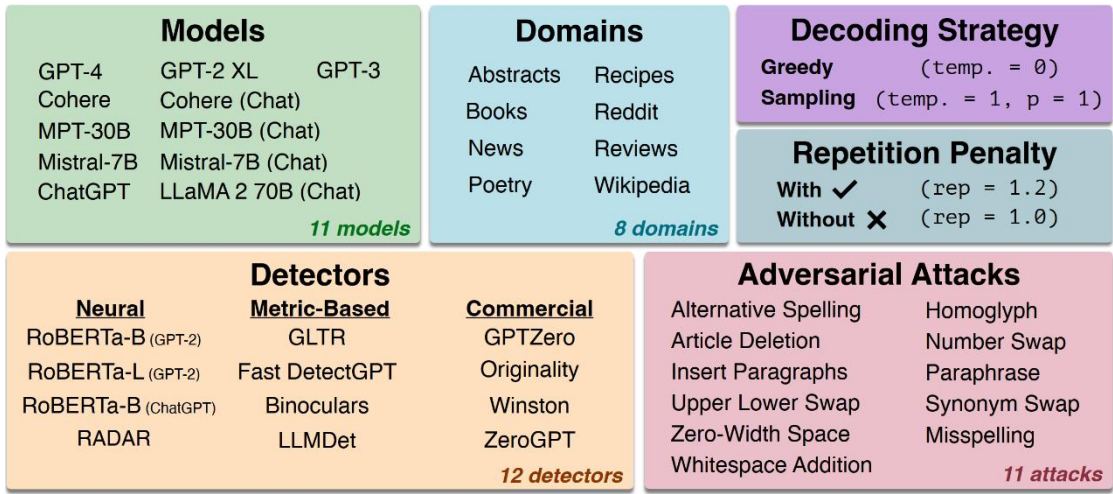 Models
GPT-4 GPT-2 XL GPT-3
Cohere Cohere (Chat)
MPT-30B MPT-30B (Chat)
Mistral-7B Mistral-7B (Chat)
ChatGPT LLaMA 2 70B (Chat)
11 models
Domains
Abstracts Recipes
Books Reddit
News Reviews
Poetry Wikipedia
8 domains
Decoding Strategy
Greedy (temp. = 0)
Sampling (temp. = 1, p = 1)
Repetition Penalty
With ✓ (rep = 1.2)
Without ✕ (rep = 1.0)
Detectors
Neural Metric-Based Commercial
RoBERTa-B (GPT-2) GLTR GPTZero
RoBERTa-L (GPT-2) Fast DetectGPT Originality
RoBERTa-B (ChatGPT) Binoculars Winston
RADAR LLMDet ZeroGPT
12 detectors
Adversarial Attacks
Alternative Spelling Homoglyph
Article Deletion Number Swap
Insert Paragraphs Paraphrase
Upper Lower Swap Synonym Swap
Zero-Width Space Misspelling
Whitespace Addition
11 attacks